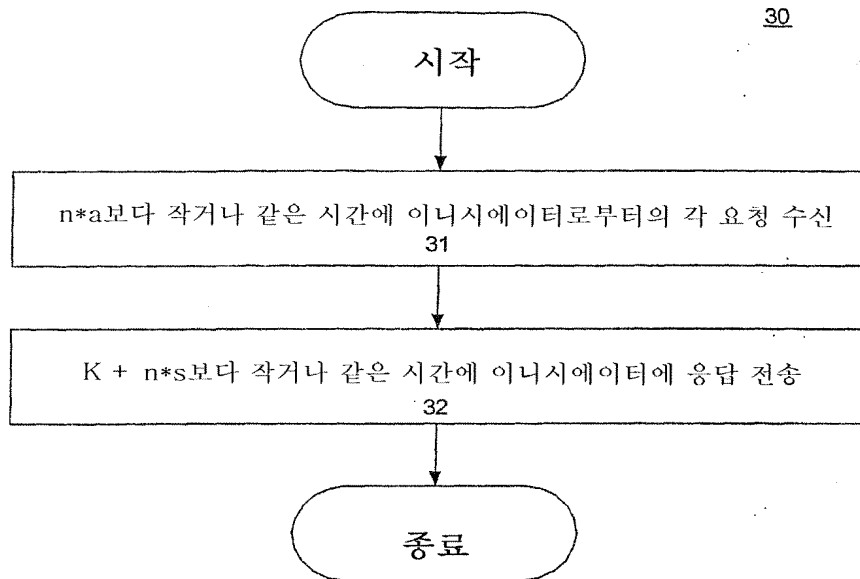 30
시작
n*a보다 작거나 같은 시간에 이니시에이터로부터의 각 요청 수신
31
K + n*s보다 작거나 같은 시간에 이니시에이터에 응답 전송
32
종료